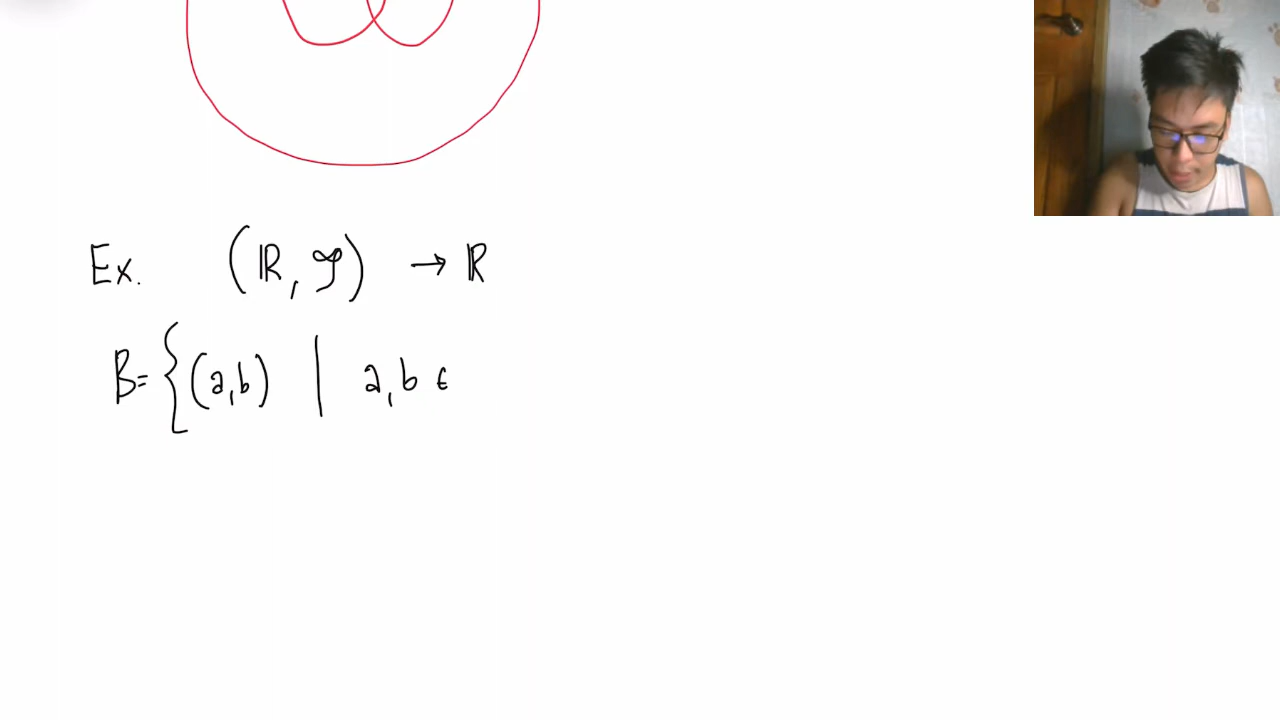 Ex. (ℝ, 𝒯) → ℝ
B = {(a,b) | a, b ∈